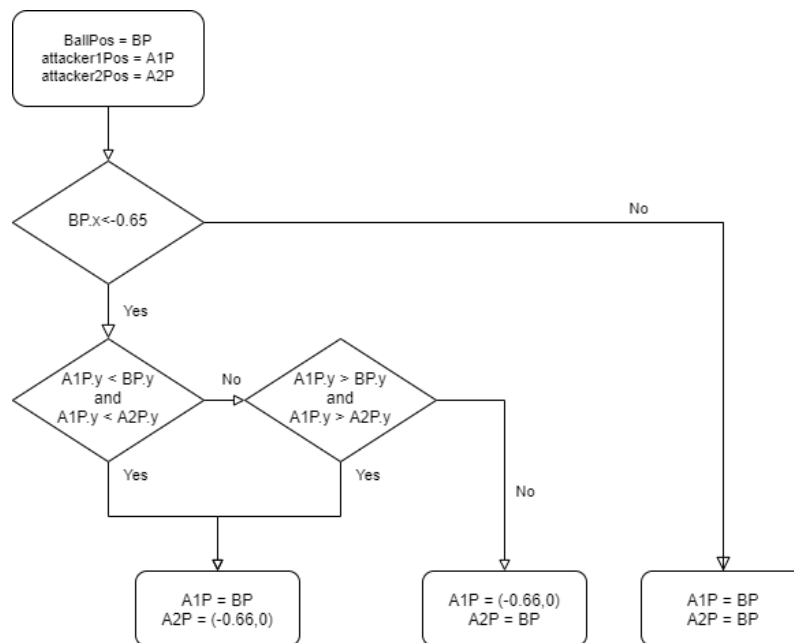 BallPos = BP
attacker1Pos = A1P
attacker2Pos = A2P
BP.x<-0.65
No
Yes
A1P.y < BP.y
and
A1P.y < A2P.y
No
A1P.y > BP.y
and
A1P.y > A2P.y
Yes
Yes
No
A1P = BP
A2P = (-0.66,0)
A1P = (-0.66,0)
A2P = BP
A1P = BP
A2P = BP